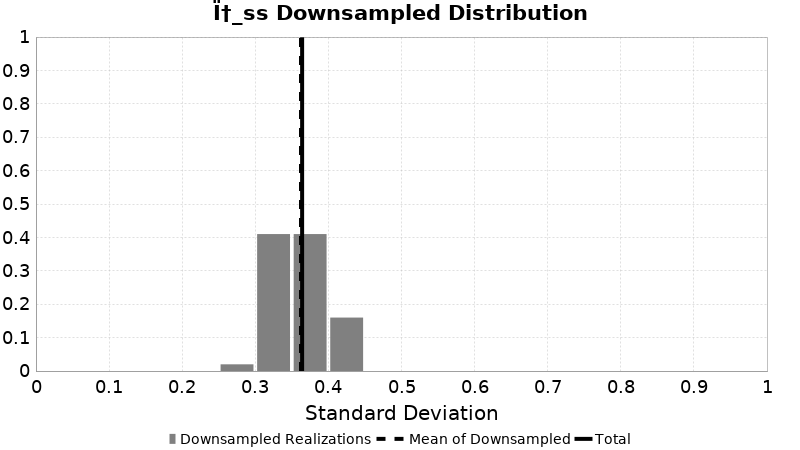 Ï†_ss Downsampled Distribution
1
0.9
0.8
0.7
0.6
0.5
0.4
0.3
0.2
0.1
0
0 0.1 0.2 0.3 0.4 0.5 0.6 0.7 0.8 0.9 1
Standard Deviation
Downsampled Realizations Mean of Downsampled Total